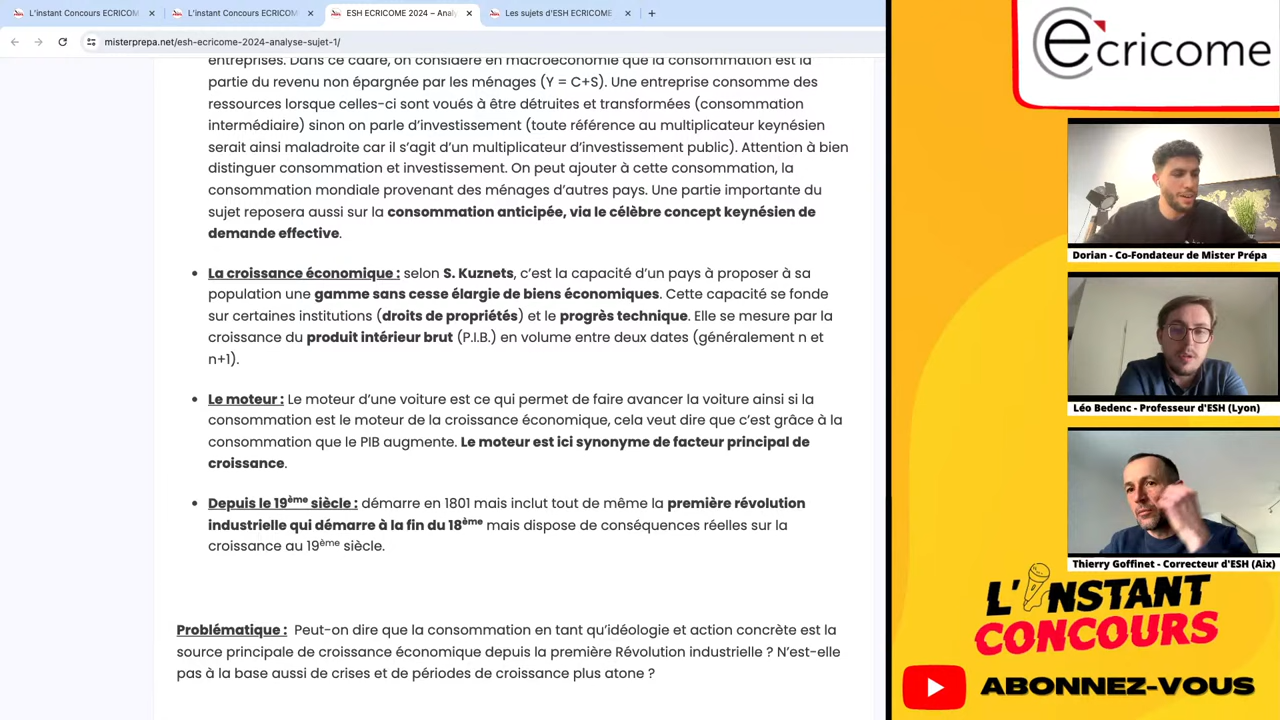 L'instant Concours ECRICOM
L'instant Concours ECRICOM
ESH ECRICOME 2024 – Analy
Les sujets d'ESH ECRICOME
misterprepa.net/esh-ecricome-2024-analyse-sujet-1/
entreprises. Dans ce cadre, on considère en macroéconomie que la consommation est la
partie du revenu non épargnée par les ménages (Y = C+S). Une entreprise consomme des
ressources lorsque celles-ci sont voués à être détruites et transformées (consommation
intermédiaire) sinon on parle d'investissement (toute référence au multiplicateur keynésien
serait ainsi maladroite car il s'agit d'un multiplicateur d'investissement public). Attention à bien
distinguer consommation et investissement. On peut ajouter à cette consommation, la
consommation mondiale provenant des ménages d'autres pays. Une partie importante du
sujet reposera aussi sur la consommation anticipée, via le célèbre concept keynésien de
demande effective.
• La croissance économique : selon S. Kuznets, c'est la capacité d'un pays à proposer à sa
population une gamme sans cesse élargie de biens économiques. Cette capacité se fonde
sur certaines institutions (droits de propriétés) et le progrès technique. Elle se mesure par la
croissance du produit intérieur brut (P.I.B.) en volume entre deux dates (généralement n et
n+1).
• Le moteur : Le moteur d'une voiture est ce qui permet de faire avancer la voiture ainsi si la
consommation est le moteur de la croissance économique, cela veut dire que c'est grâce à la
consommation que le PIB augmente. Le moteur est ici synonyme de facteur principal de
croissance.
• Depuis le 19ème siècle : démarre en 1801 mais inclut tout de même la première révolution
industrielle qui démarre à la fin du 18ème mais dispose de conséquences réelles sur la
croissance au 19ème siècle.
Problématique : Peut-on dire que la consommation en tant qu'idéologie et action concrète est la
source principale de croissance économique depuis la première Révolution industrielle ? N'est-elle
pas à la base aussi de crises et de périodes de croissance plus atone ?
écricome
Dorian - Co-Fondateur de Mister Prépa
Léo Bedenc - Professeur d'ESH (Lyon)
Thierry Goffinet - Correcteur d'ESH (Aix)
L'INSTANT
CONCOURS
ABONNEZ-VOUS